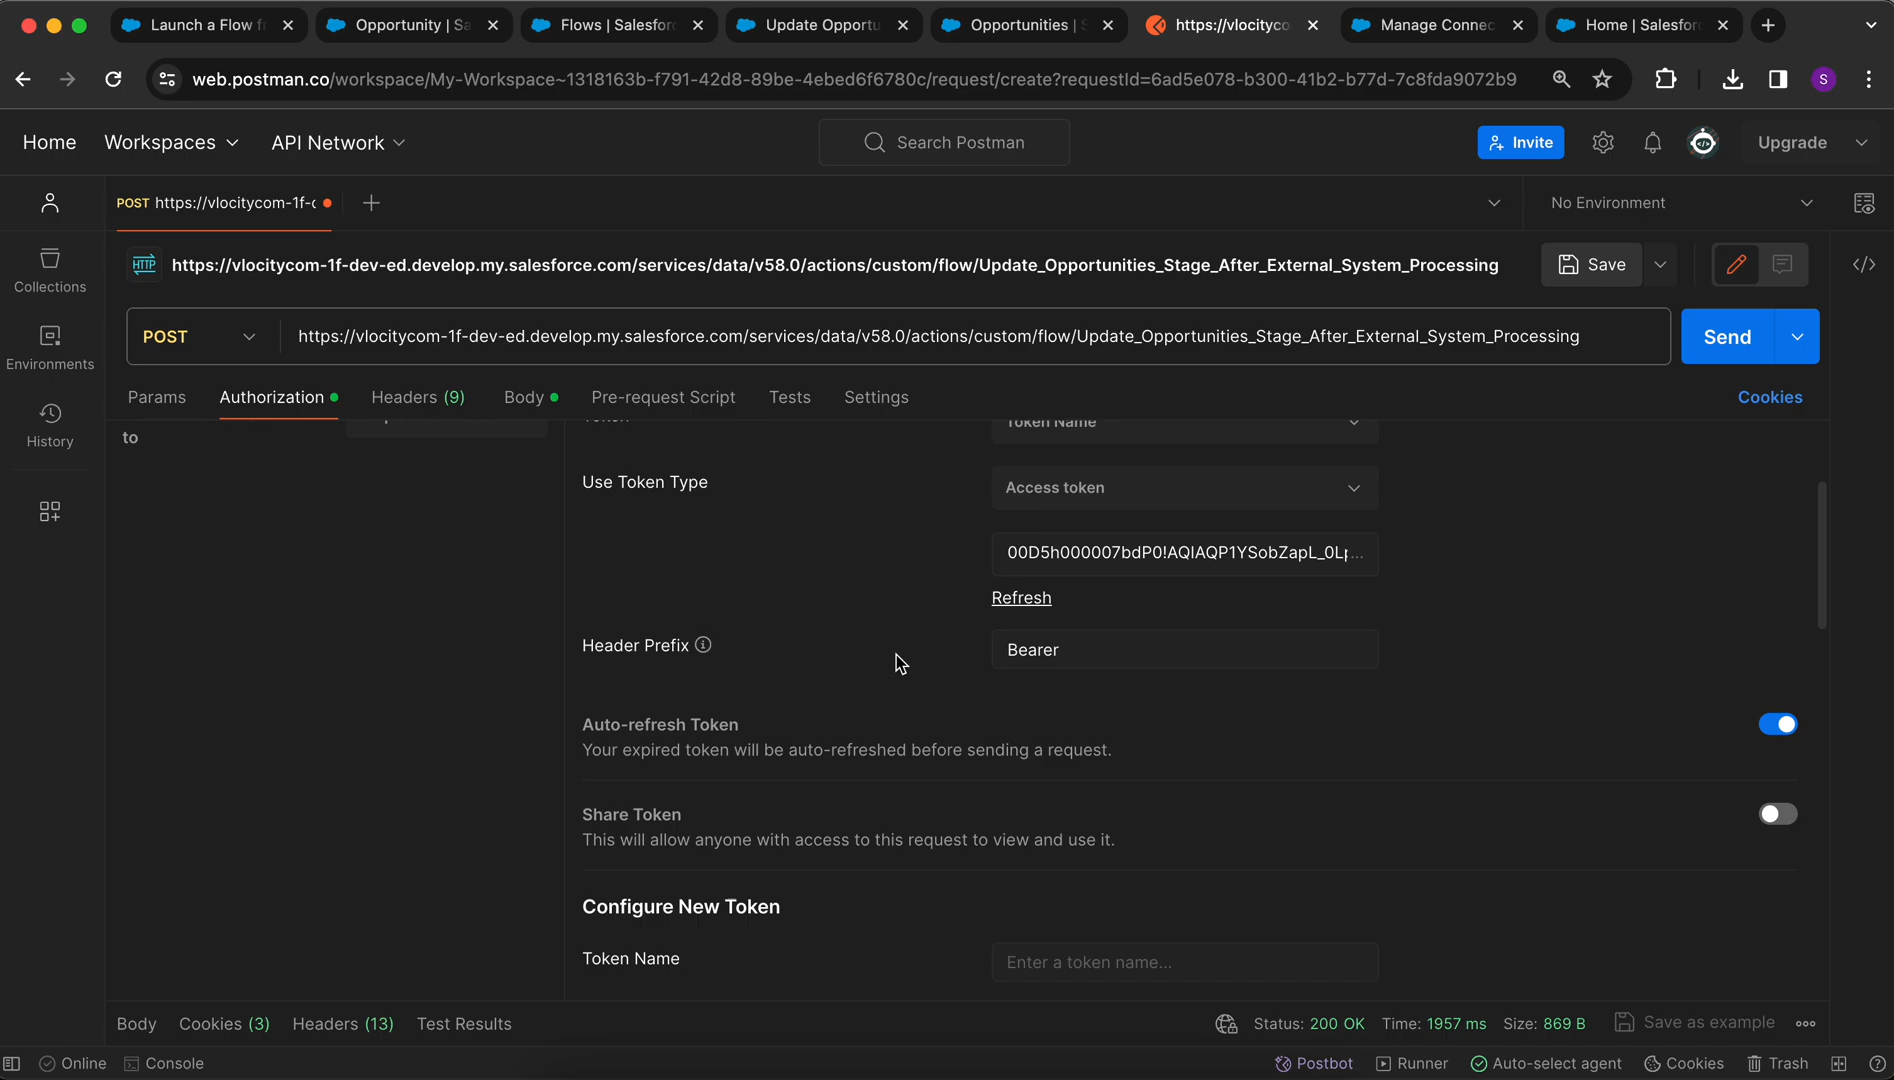 Launch a Flow f
Opportunity | Sa
Flows | Salesfor
Update Opportu
Opportunities | S
https://vlocityco
Manage Connec
Home | Salesfor
web.postman.co/workspace/My-Workspace~1318163b-f791-42d8-89be-4ebed6f6780c/request/create?requestId=6ad5e078-b300-41b2-b77d-7c8fda9072b9
S
Home
Workspaces
API Network
Search Postman
Invite
Upgrade
POST https://vlocitycom-1f-c
No Environment
HTTP
https://vlocitycom-1f-dev-ed.develop.my.salesforce.com/services/data/v58.0/actions/custom/flow/Update_Opportunities_Stage_After_External_System_Processing
Save
POST
https://vlocitycom-1f-dev-ed.develop.my.salesforce.com/services/data/v58.0/actions/custom/flow/Update_Opportunities_Stage_After_External_System_Processing
Send
Params
Authorization
Headers (9)
Body
Pre-request Script
Tests
Settings
Cookies
Collections
Environments
History
to
Token Name
Use Token Type
Access token
00D5h000007bdP0!AQIAQP1YSobZapL_0Lp...
Refresh
Header Prefix
Bearer
Auto-refresh Token
Your expired token will be auto-refreshed before sending a request.
Share Token
This will allow anyone with access to this request to view and use it.
Configure New Token
Token Name
Enter a token name...
Body
Cookies (3)
Headers (13)
Test Results
Status: 200 OK
Time: 1957 ms
Size: 869 B
Save as example
Online
Console
Postbot
Runner
Auto-select agent
Cookies
Trash